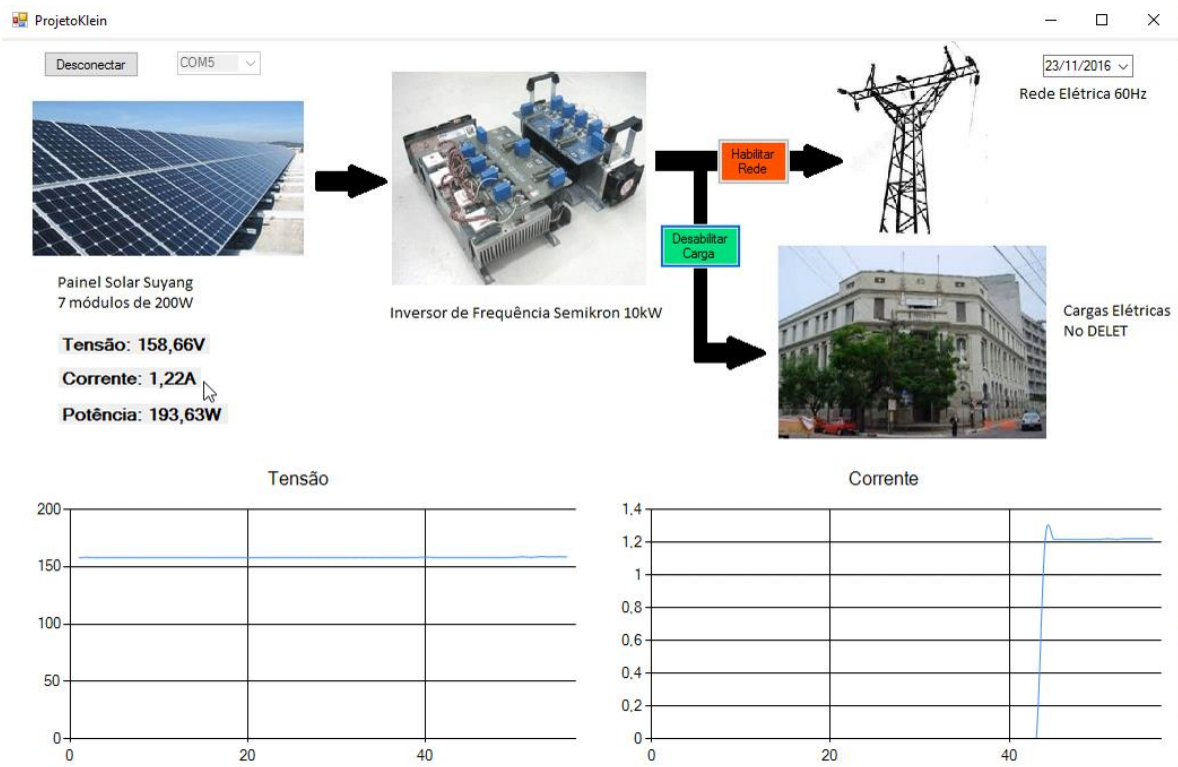 ProjetoKlein
Desconectar
COM5
23/11/2016
Rede Elétrica 60Hz
Habilitar
Rede
Desabilitar
Carga
Painel Solar Suyang
7 módulos de 200W
Inversor de Frequência Semikron 10kW
Cargas Elétricas
No DELET
Tensão: 158,66V
Corrente: 1,22A
Potência: 193,63W
Tensão
200
150
100
50
0
0
20
40
Corrente
1,4
1,2
1
0,8
0,6
0,4
0,2
0
0
20
40